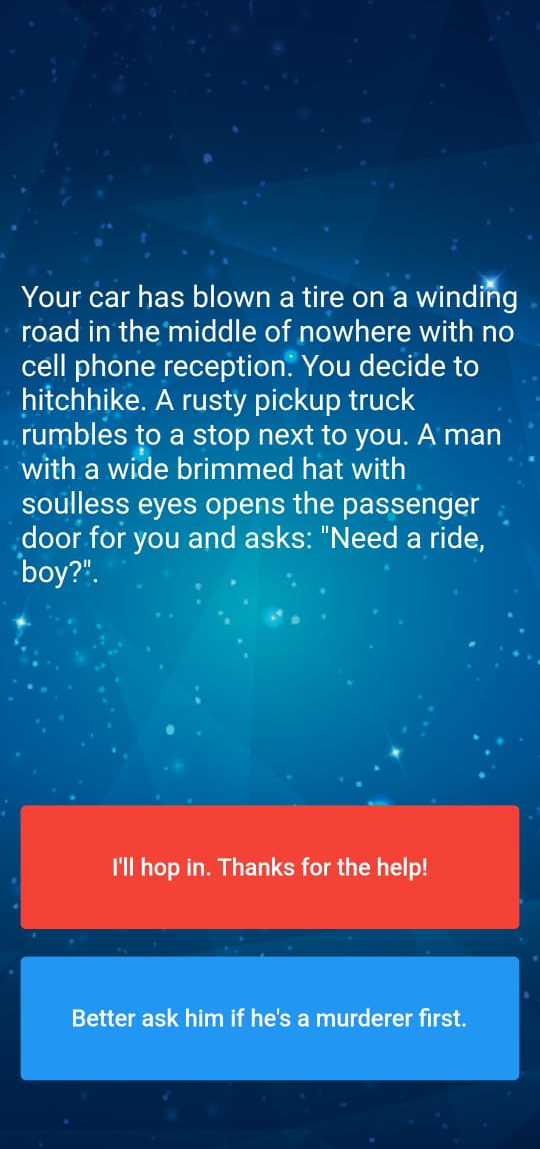 Your car has blown a tire on a winding
road in the middle of nowhere with no
cell phone reception. You decide to
hitchhike. A rusty pickup truck
rumbles to a stop next to you. A man
with a wide brimmed hat with
soulless eyes opens the passenger
door for you and asks: "Need a ride,
boy?".
I'll hop in. Thanks for the help!
Better ask him if he's a murderer first.